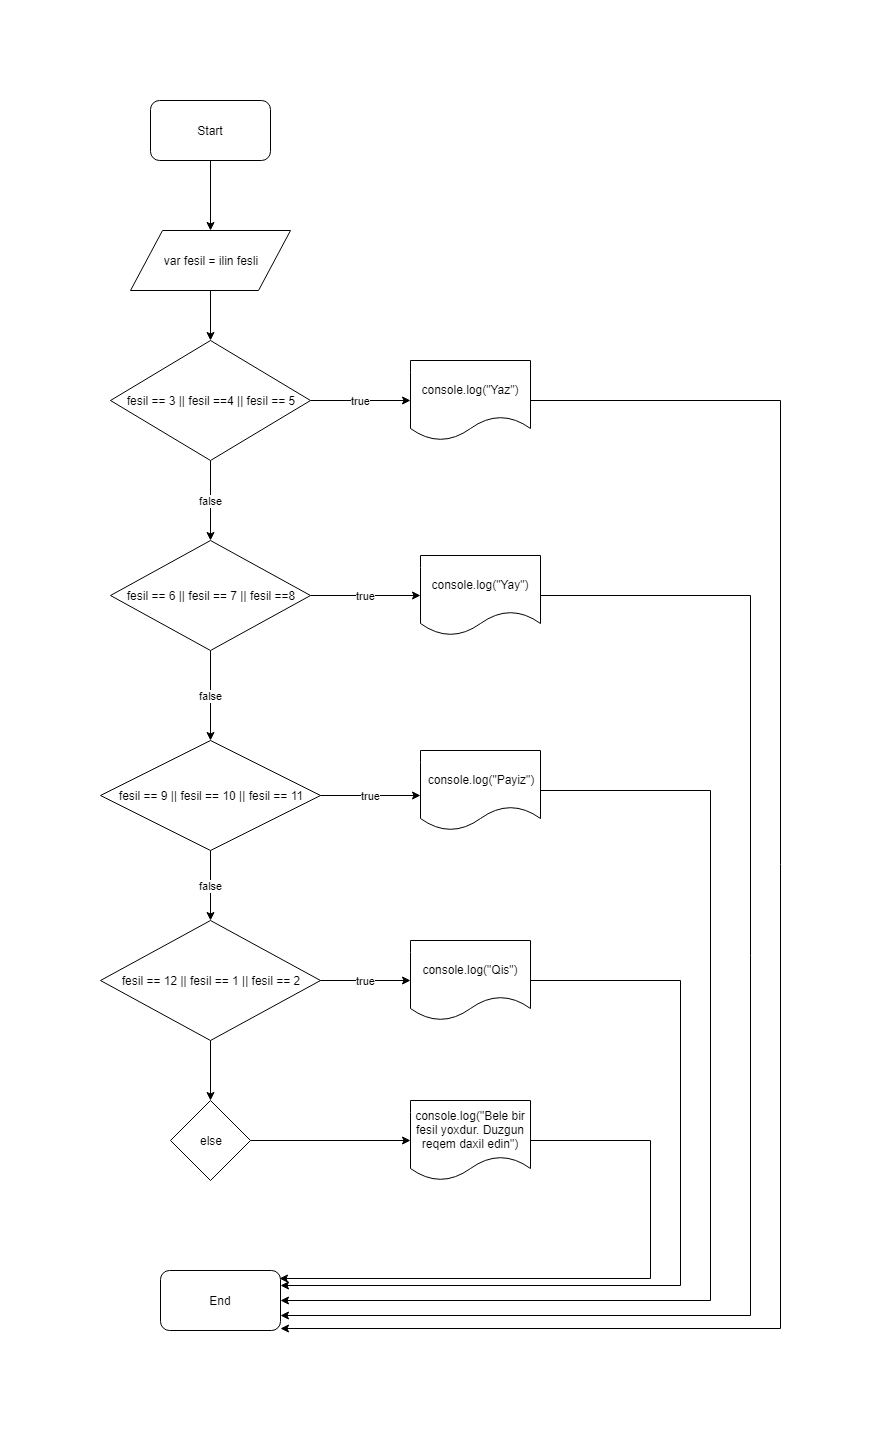 Start
var fesil = ilin fesli
fesil == 3 || fesil ==4 || fesil == 5
true
console.log("Yaz")
false
fesil == 6 || fesil == 7 || fesil ==8
true
console.log("Yay")
false
fesil == 9 || fesil == 10 || fesil == 11
true
console.log("Payiz")
false
fesil == 12 || fesil == 1 || fesil == 2
true
console.log("Qis")
else
console.log("Bele bir
fesil yoxdur. Duzgun
reqem daxil edin")
End